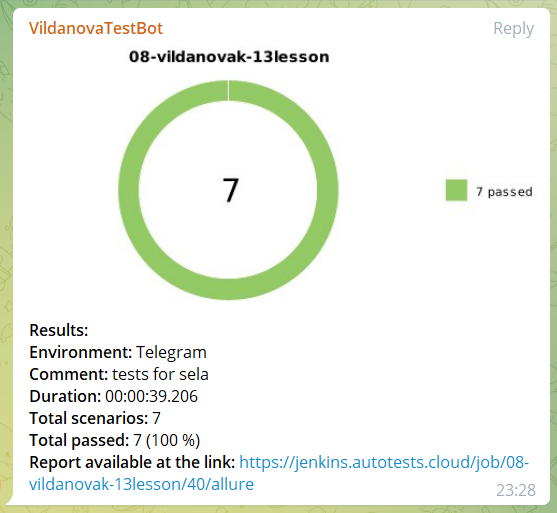 VildanovaTestBot Reply
08-vildanovak-13lesson
7
7 passed
Results:
Environment: Telegram
Comment: tests for sela
Duration: 00:00:39.206
Total scenarios: 7
Total passed: 7 (100 %)
Report available at the link: https://jenkins.autotests.cloud/job/08-
vildanovak-13lesson/40/allure
23:28